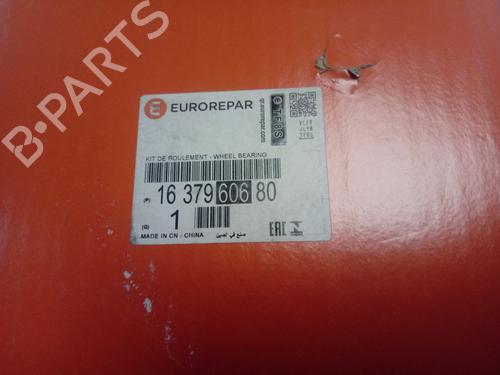 B-PARTS
EUROREPAR
KIT DE ROULEMENT - WHEEL BEARING
(P) 16 379 606 80
(Q) 1
MADE IN CN - CHINA صنع في الصين
EAC